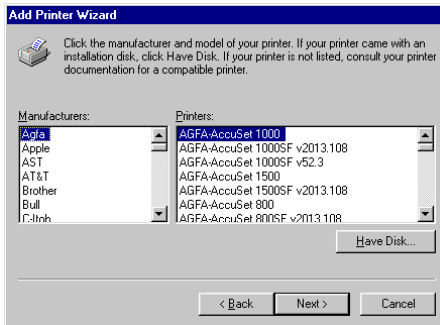 Add Printer Wizard
Click the manufacturer and model of your printer. If your printer came with an
installation disk, click Have Disk. If your printer is not listed, consult your printer
documentation for a compatible printer.
Manufacturers:
Agfa
Apple
AST
AT&T
Brother
Bull
C-Itoh
Printers:
AGFA-AccuSet 1000
AGFA-AccuSet 1000SF v2013.108
AGFA-AccuSet 1000SF v52.3
AGFA-AccuSet 1500
AGFA-AccuSet 1500SF v2013.108
AGFA-AccuSet 800
AGFA-AccuSet 800SF v2013.108
Have Disk...
< Back
Next >
Cancel